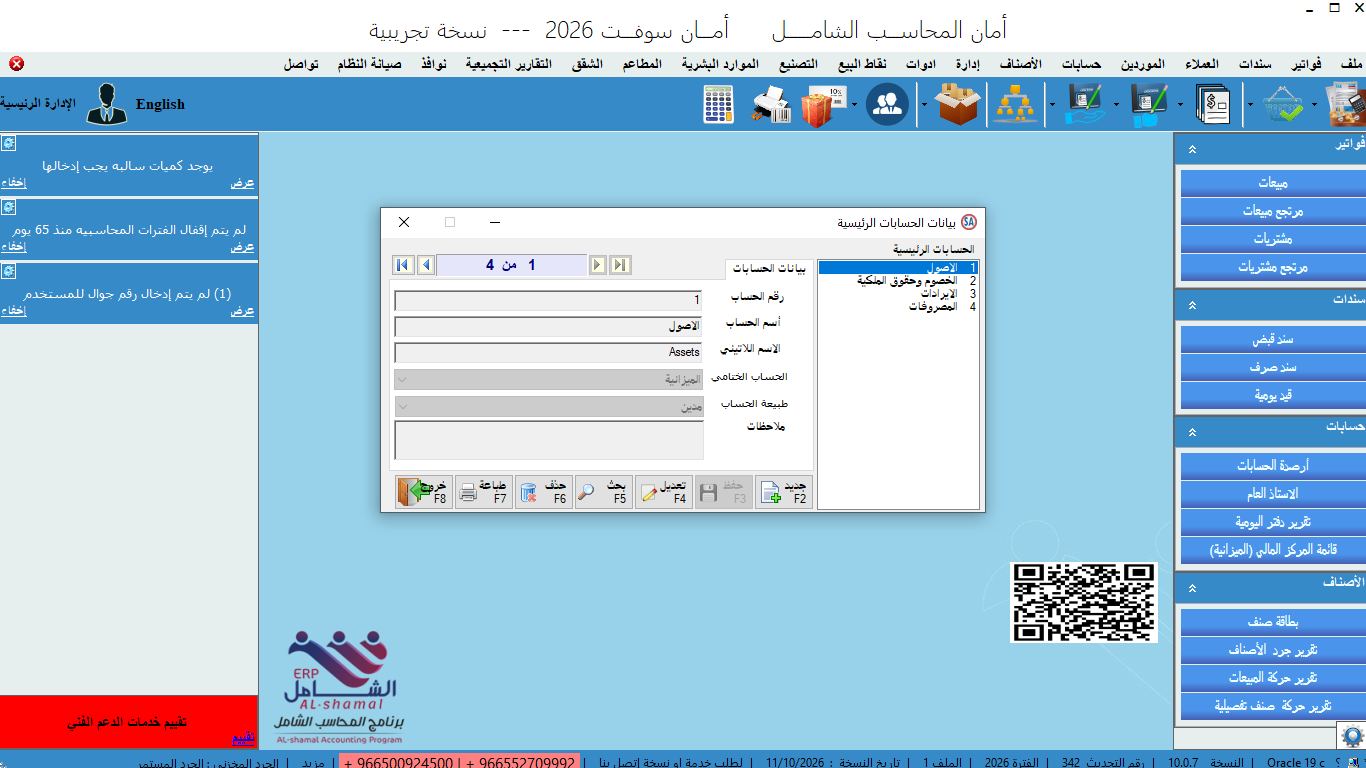 أمان المحاسب الشامل أمان سوفت 2026 --- نسخة تجريبية
ملف فواتير سندات العملاء الموردين حسابات الأصناف إدارة ادوات نقاط البيع التصنيع الموارد البشرية المطاعم الشقق التقارير التجميعية نوافذ صيانة النظام تواصل
10%
English
الإدارة الرئيسية
فواتير
مبيعات
مرتجع مبيعات
مشتريات
مرتجع مشتريات
سندات
سند قبض
سند صرف
قيد يومية
حسابات
أرصدة الحسابات
الاستاذ العام
تقرير دفتر اليومية
قائمة المركز المالي (الميزانية)
الأصناف
بطاقة صنف
تقرير جرد الأصناف
تقرير حركة المبيعات
تقرير حركة صنف تفصيلية
SA بيانات الحسابات الرئيسية
الحسابات الرئيسية
1 الاصول
2 الخصوم وحقوق الملكية
3 الايرادات
4 المصروفات
بيانات الحسابات
1 من 4
رقم الحساب 1
أسم الحساب الاصول
الاسم اللاتيني Assets
الحساب الختامى الميزانية
طبيعة الحساب مدين
ملاحظات
جديد F2
حفظ F3
تعديل F4
بحث F5
حذف F6
طباعة F7
خروج F8
يوجد كميات سالبه يجب إدخالها
عرض إخفاء
لم يتم إقفال الفترات المحاسبيه منذ 65 يوم
عرض إخفاء
(1) لم يتم إدخال رقم جوال للمستخدم
عرض إخفاء
تقييم خدمات الدعم الفني
تقييم
ERP
الشامل
AL-shamal
برنامج المحاسب الشامل
AL-shamal Accounting Program
؟ Oracle 19 c | النسخة 10.0.7 | رقم التحديث 342 | الفترة 2026 | الملف 1 | تاريخ النسخة : 11/10/2026 | لطلب خدمة او نسخة إتصل بنا | + 966500924500 | + 966552709992 | مزيد | الجرد المخزني : الجرد المستمر